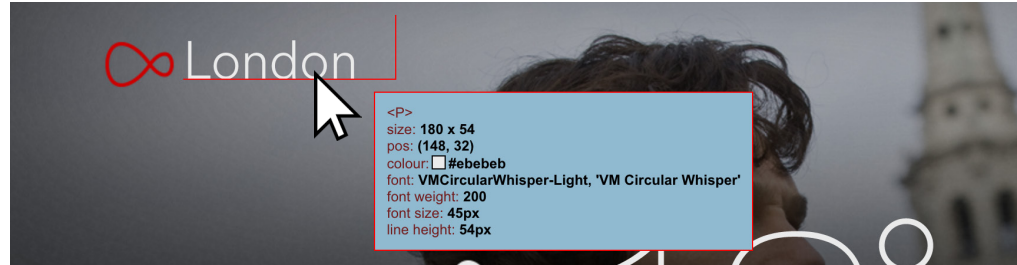 London
<P>
size: 180 x 54
pos: (148, 32)
colour: #ebebeb
font: VMCircularWhisper-Light, 'VM Circular Whisper'
font weight: 200
font size: 45px
line height: 54px